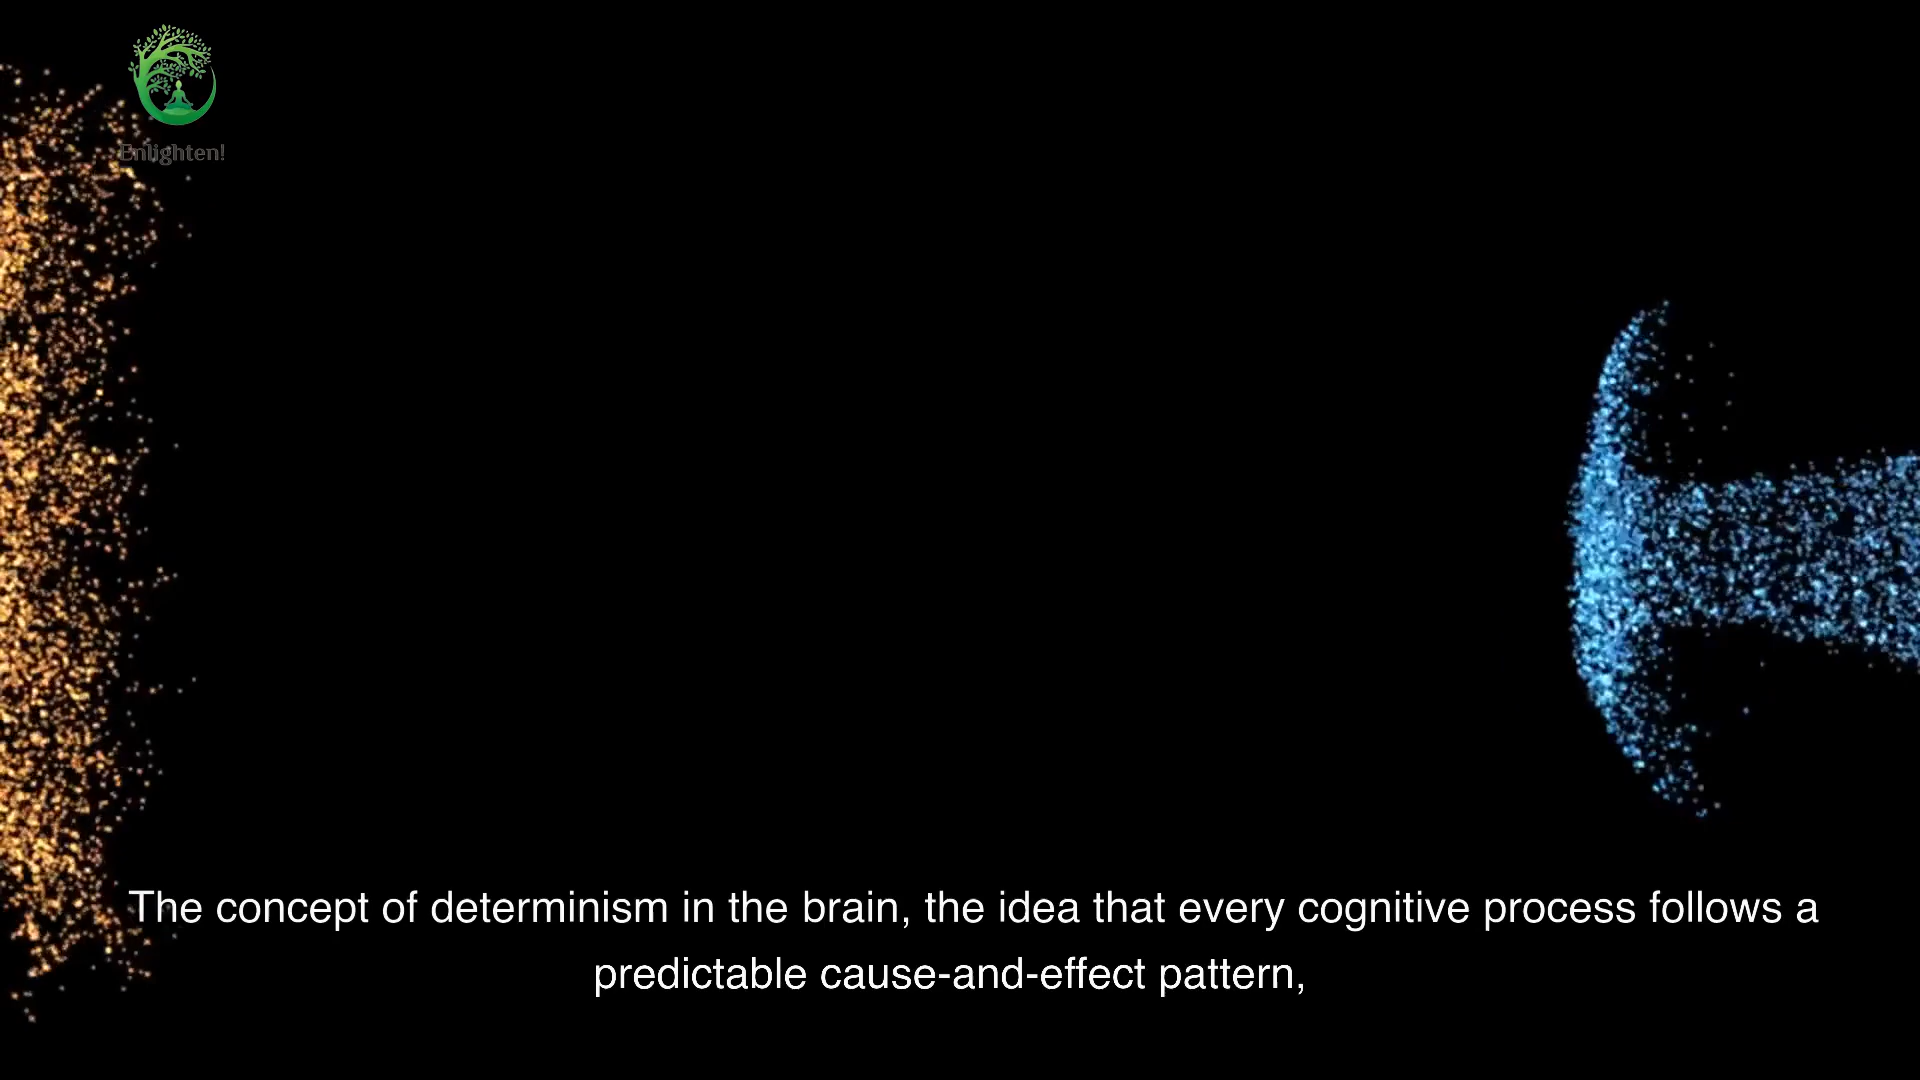 Enlighten!
The concept of determinism in the brain, the idea that every cognitive process follows a
predictable cause-and-effect pattern,